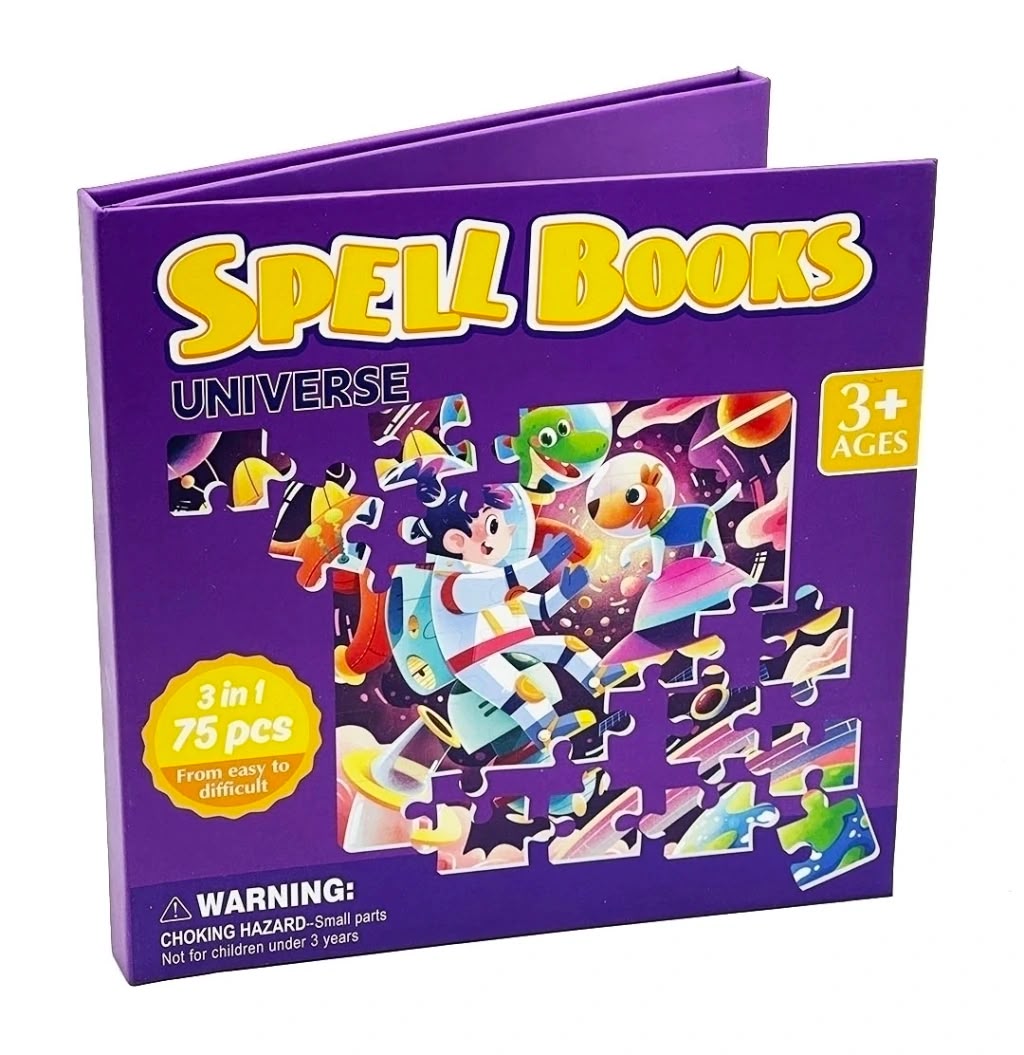 SPELL BOOKS
UNIVERSE
3+
AGES
3 in 1
75 pcs
From easy to
difficult
⚠ WARNING:
CHOKING HAZARD--Small parts
Not for children under 3 years